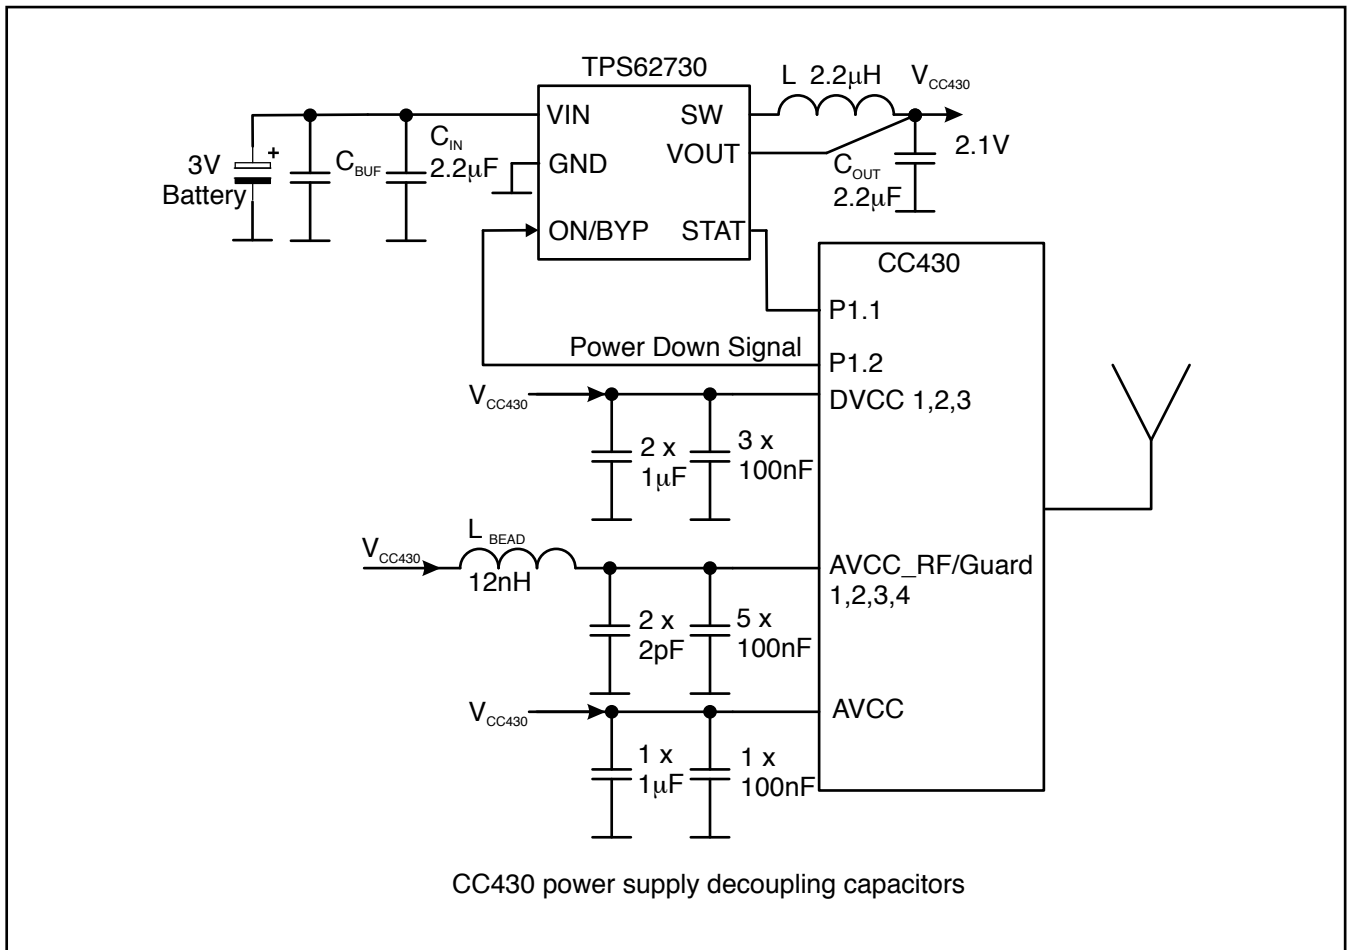 TPS62730
L 2.2μH
VCC430
VIN
SW
+
CIN
2.2μF
2.1V
3V
Battery
CBUF
GND
VOUT
COUT
2.2μF
ON/BYP
STAT
CC430
P1.1
Power Down Signal
P1.2
VCC430
DVCC 1,2,3
2 x
1μF
3 x
100nF
LBEAD
VCC430
12nH
AVCC_RF/Guard
1,2,3,4
2 x
2pF
5 x
100nF
VCC430
AVCC
1 x
1μF
1 x
100nF
CC430 power supply decoupling capacitors